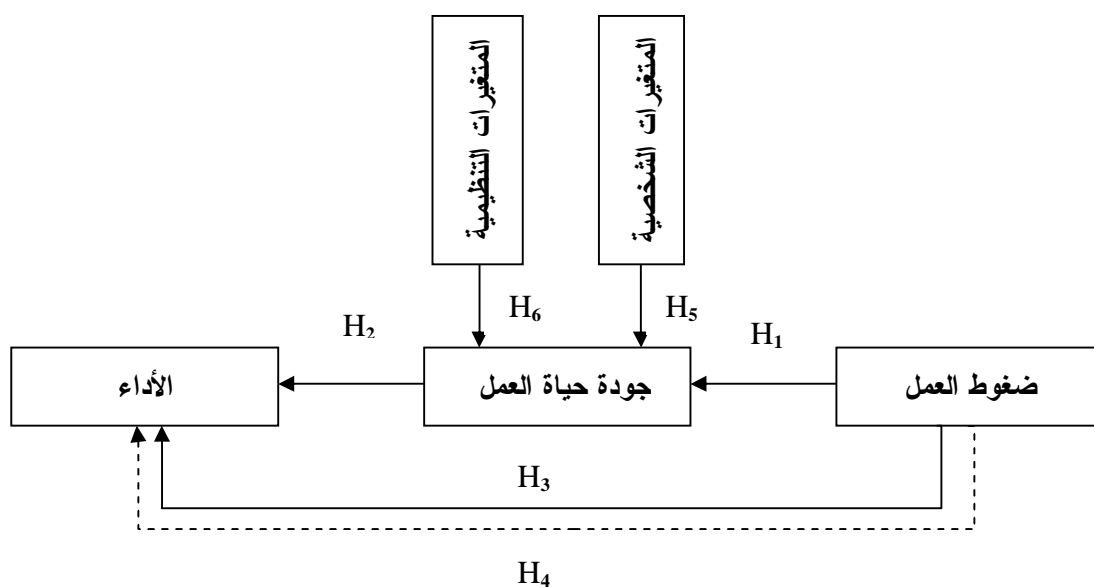 المتغيرات الشخصية
المتغيرات التنظيمية
H₅
H₆
H₁
H₂
ضغوط العمل
جودة حياة العمل
الأداء
H₃
H₄